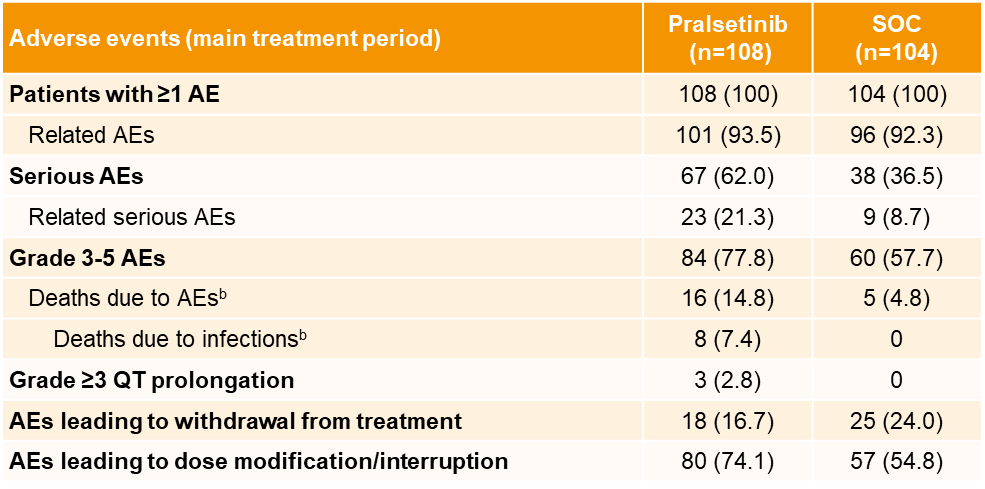 Adverse events (main treatment period) Pralsetinib (n=108) SOC (n=104)
Patients with ≥1 AE 108 (100) 104 (100)
Related AEs 101 (93.5) 96 (92.3)
Serious AEs 67 (62.0) 38 (36.5)
Related serious AEs 23 (21.3) 9 (8.7)
Grade 3-5 AEs 84 (77.8) 60 (57.7)
Deaths due to AEsᵇ 16 (14.8) 5 (4.8)
Deaths due to infectionsᵇ 8 (7.4) 0
Grade ≥3 QT prolongation 3 (2.8) 0
AEs leading to withdrawal from treatment 18 (16.7) 25 (24.0)
AEs leading to dose modification/interruption 80 (74.1) 57 (54.8)